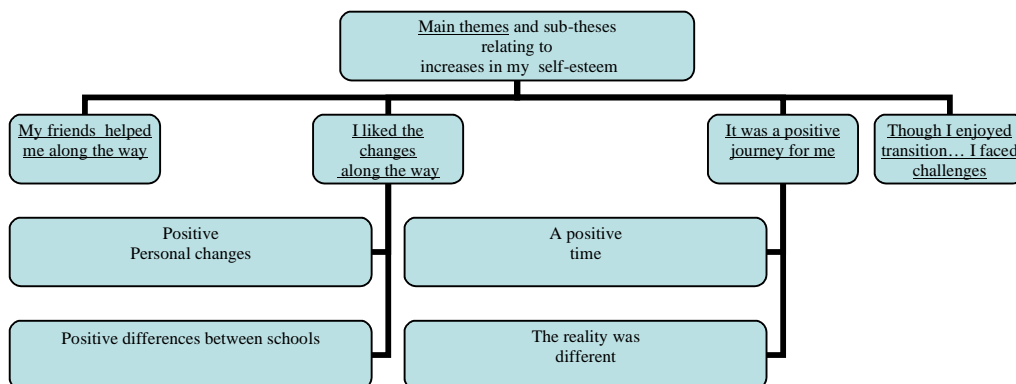 Main themes and sub-theses
relating to
increases in my self-esteem
My friends helped
me along the way
I liked the
changes
along the way
It was a positive
journey for me
Though I enjoyed
transition… I faced
challenges
Positive
Personal changes
A positive
time
Positive differences between schools
The reality was
different